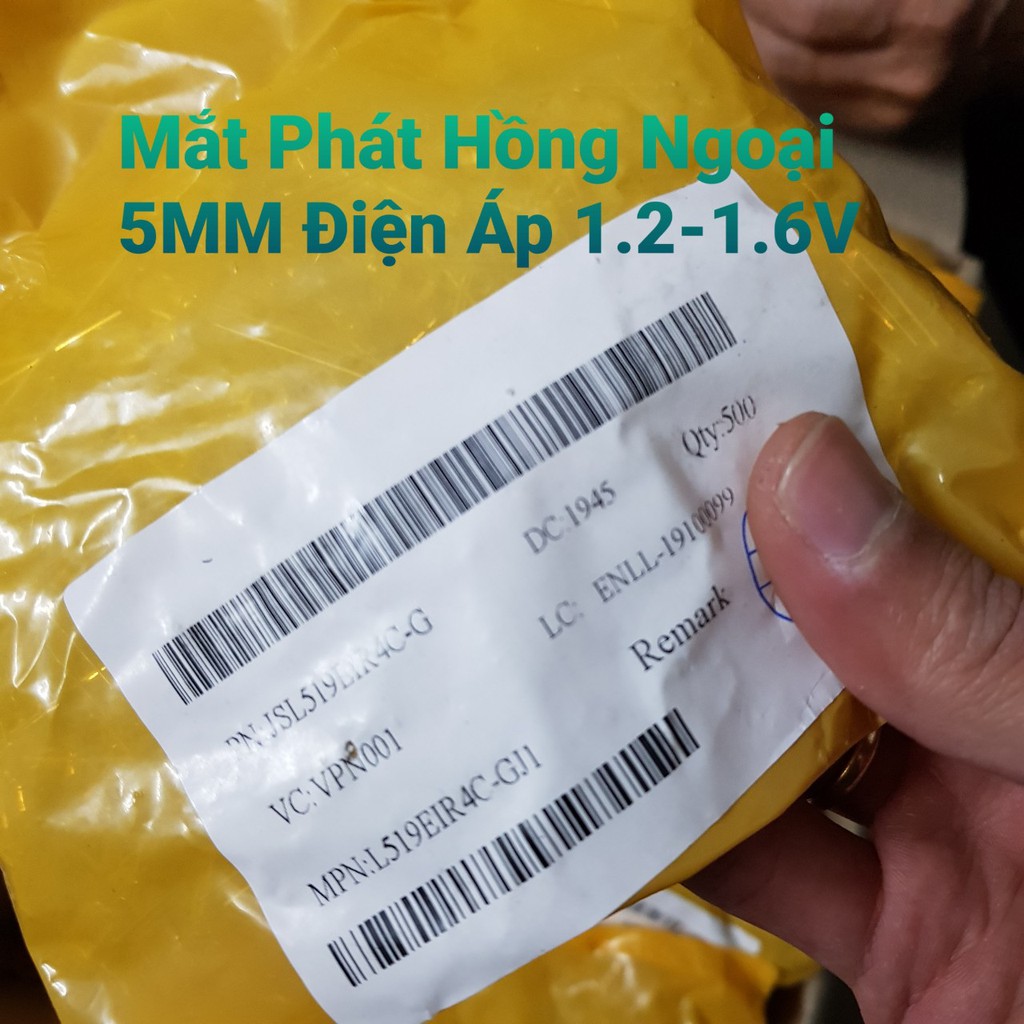 Mắt Phát Hồng Ngoại
5MM Điện Áp 1.2-1.6V
Qty:500
DC:1945
PN:JSL519EIR4C-G
LC: ENLL-19100099
VC:VPN001
Remark
MPN:L519EIR4C-GJ1